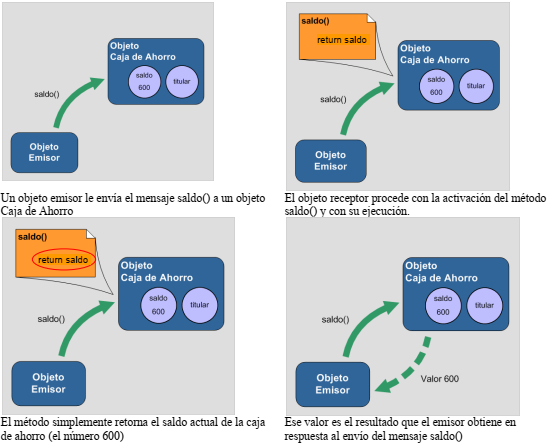 Objeto
Caja de Ahorro
saldo
600
titular
saldo()
Objeto
Emisor
Un objeto emisor le envía el mensaje saldo() a un objeto
Caja de Ahorro
saldo()
return saldo
Objeto
Caja de Ahorro
saldo
600
titular
saldo()
Objeto
Emisor
El objeto receptor procede con la activación del método
saldo() y con su ejecución.
saldo()
return saldo
Objeto
Caja de Ahorro
saldo
600
titular
saldo()
Objeto
Emisor
El método simplemente retorna el saldo actual de la caja
de ahorro (el número 600)
Objeto
Caja de Ahorro
saldo
600
titular
saldo()
Valor 600
Objeto
Emisor
Ese valor es el resultado que el emisor obtiene en
respuesta al envío del mensaje saldo()